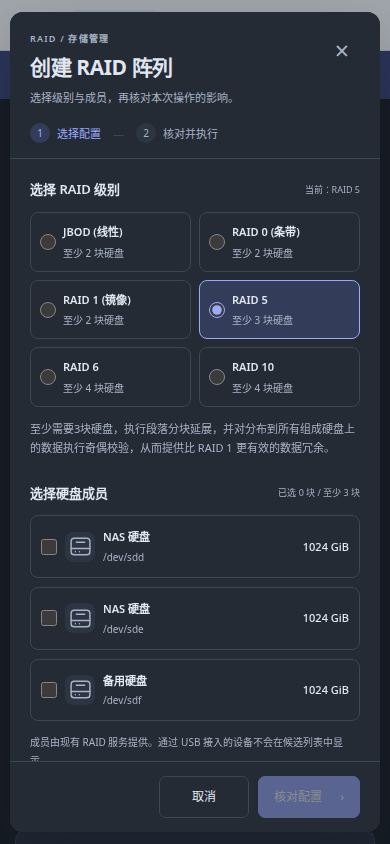 RAID / 存储管理
创建 RAID 阵列
选择级别与成员，再核对本次操作的影响。
1 选择配置 — 2 核对并执行
选择 RAID 级别 当前：RAID 5
JBOD (线性)
至少 2 块硬盘
RAID 0 (条带)
至少 2 块硬盘
RAID 1 (镜像)
至少 2 块硬盘
RAID 5
至少 3 块硬盘
RAID 6
至少 4 块硬盘
RAID 10
至少 4 块硬盘
至少需要3块硬盘，执行段落分块延展，并对分布到所有组成硬盘上
的数据执行奇偶校验，从而提供比 RAID 1 更有效的数据冗余。
选择硬盘成员 已选 0 块 / 至少 3 块
NAS 硬盘
/dev/sdd
1024 GiB
NAS 硬盘
/dev/sde
1024 GiB
备用硬盘
/dev/sdf
1024 GiB
成员由现有 RAID 服务提供。通过 USB 接入的设备不会在候选列表中显
示。
取消
核对配置 ›